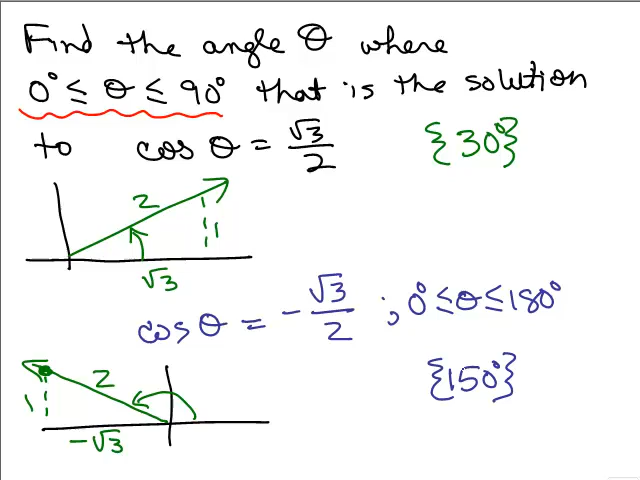 Find the angle θ where
0° ≤ θ ≤ 90° that is the solution
to cos θ = √3/2 {30°}
2
1
√3
cos θ = -√3/2 ; 0° ≤ θ ≤ 180°
{150°}
2
1
-√3